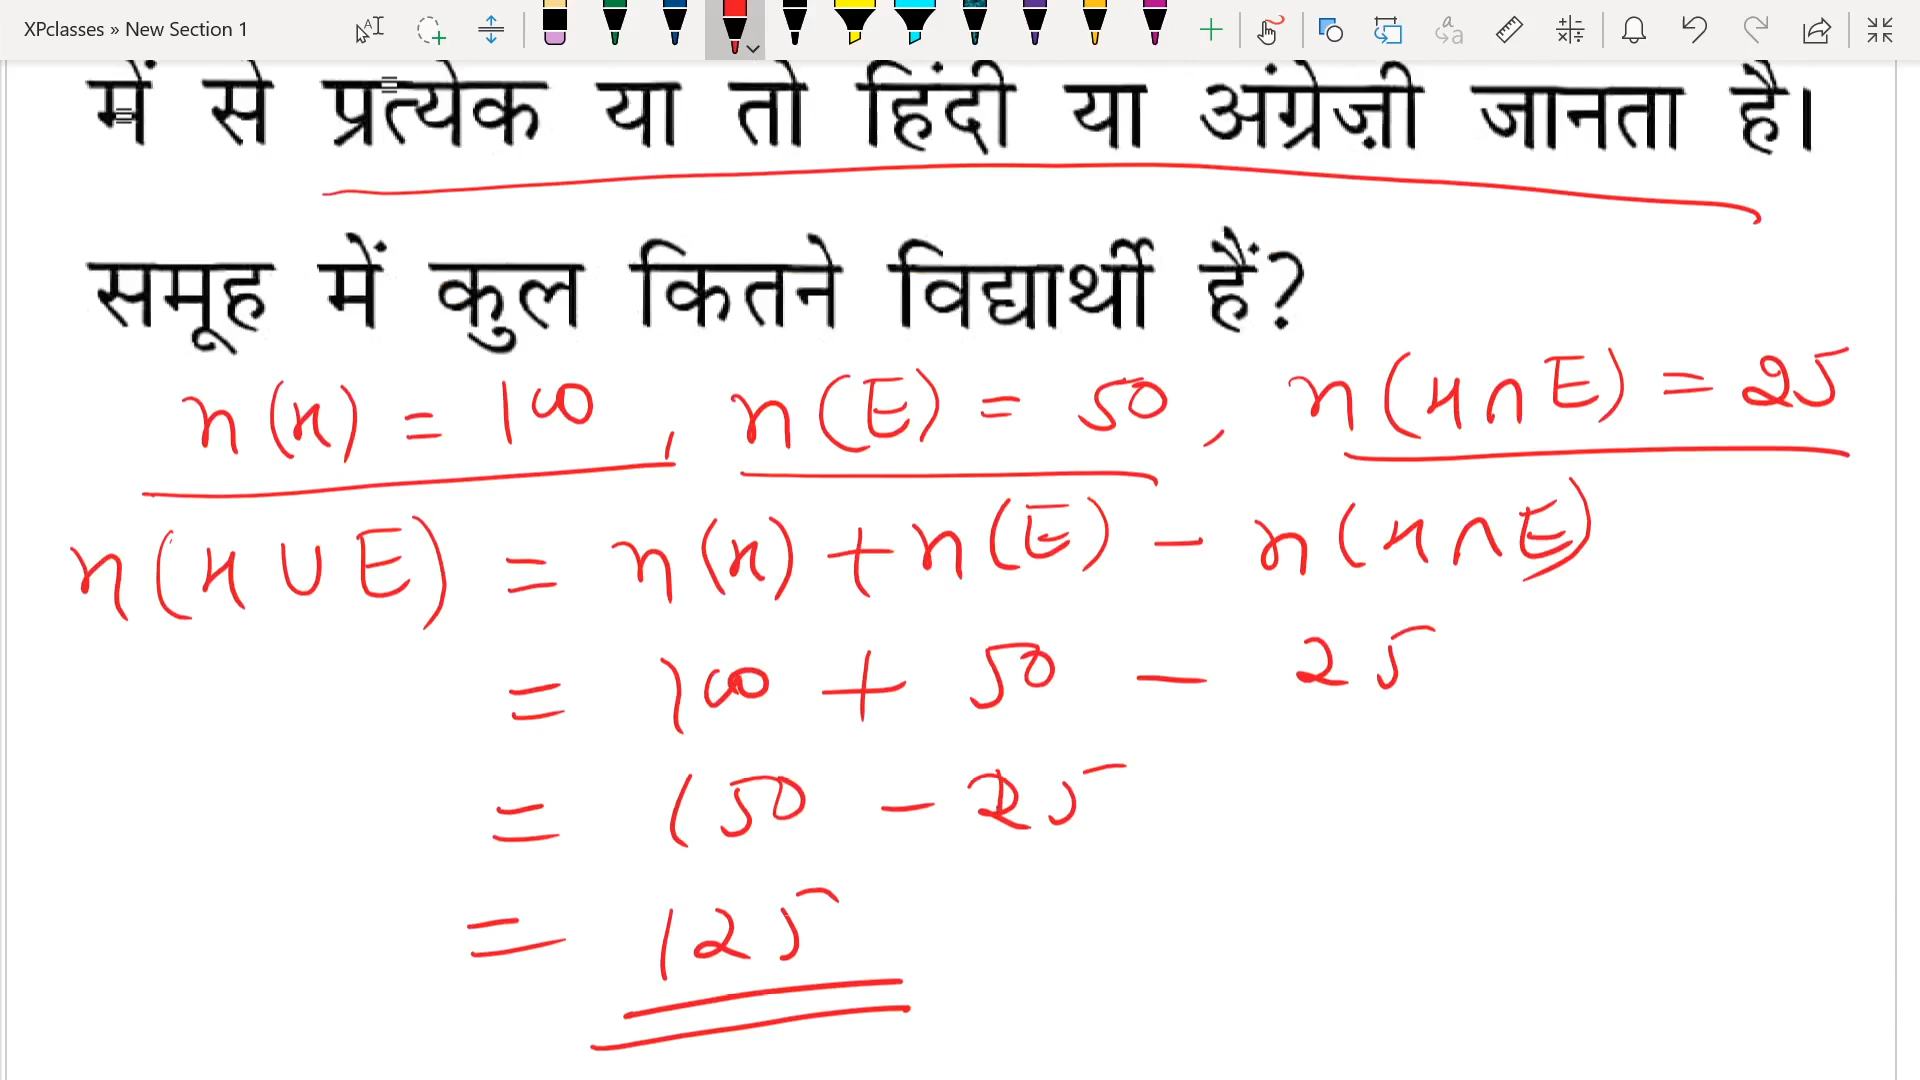 XPclasses » New Section 1
में से प्रत्येक या तो हिंदी या अंग्रेज़ी जानता है।
समूह में कुल कितने विद्यार्थी हैं?
n(H) = 100, n(E) = 50, n(H∩E) = 25
n(H∪E) = n(H) + n(E) - n(H∩E)
= 100 + 50 - 25
= 150 - 25
= 125